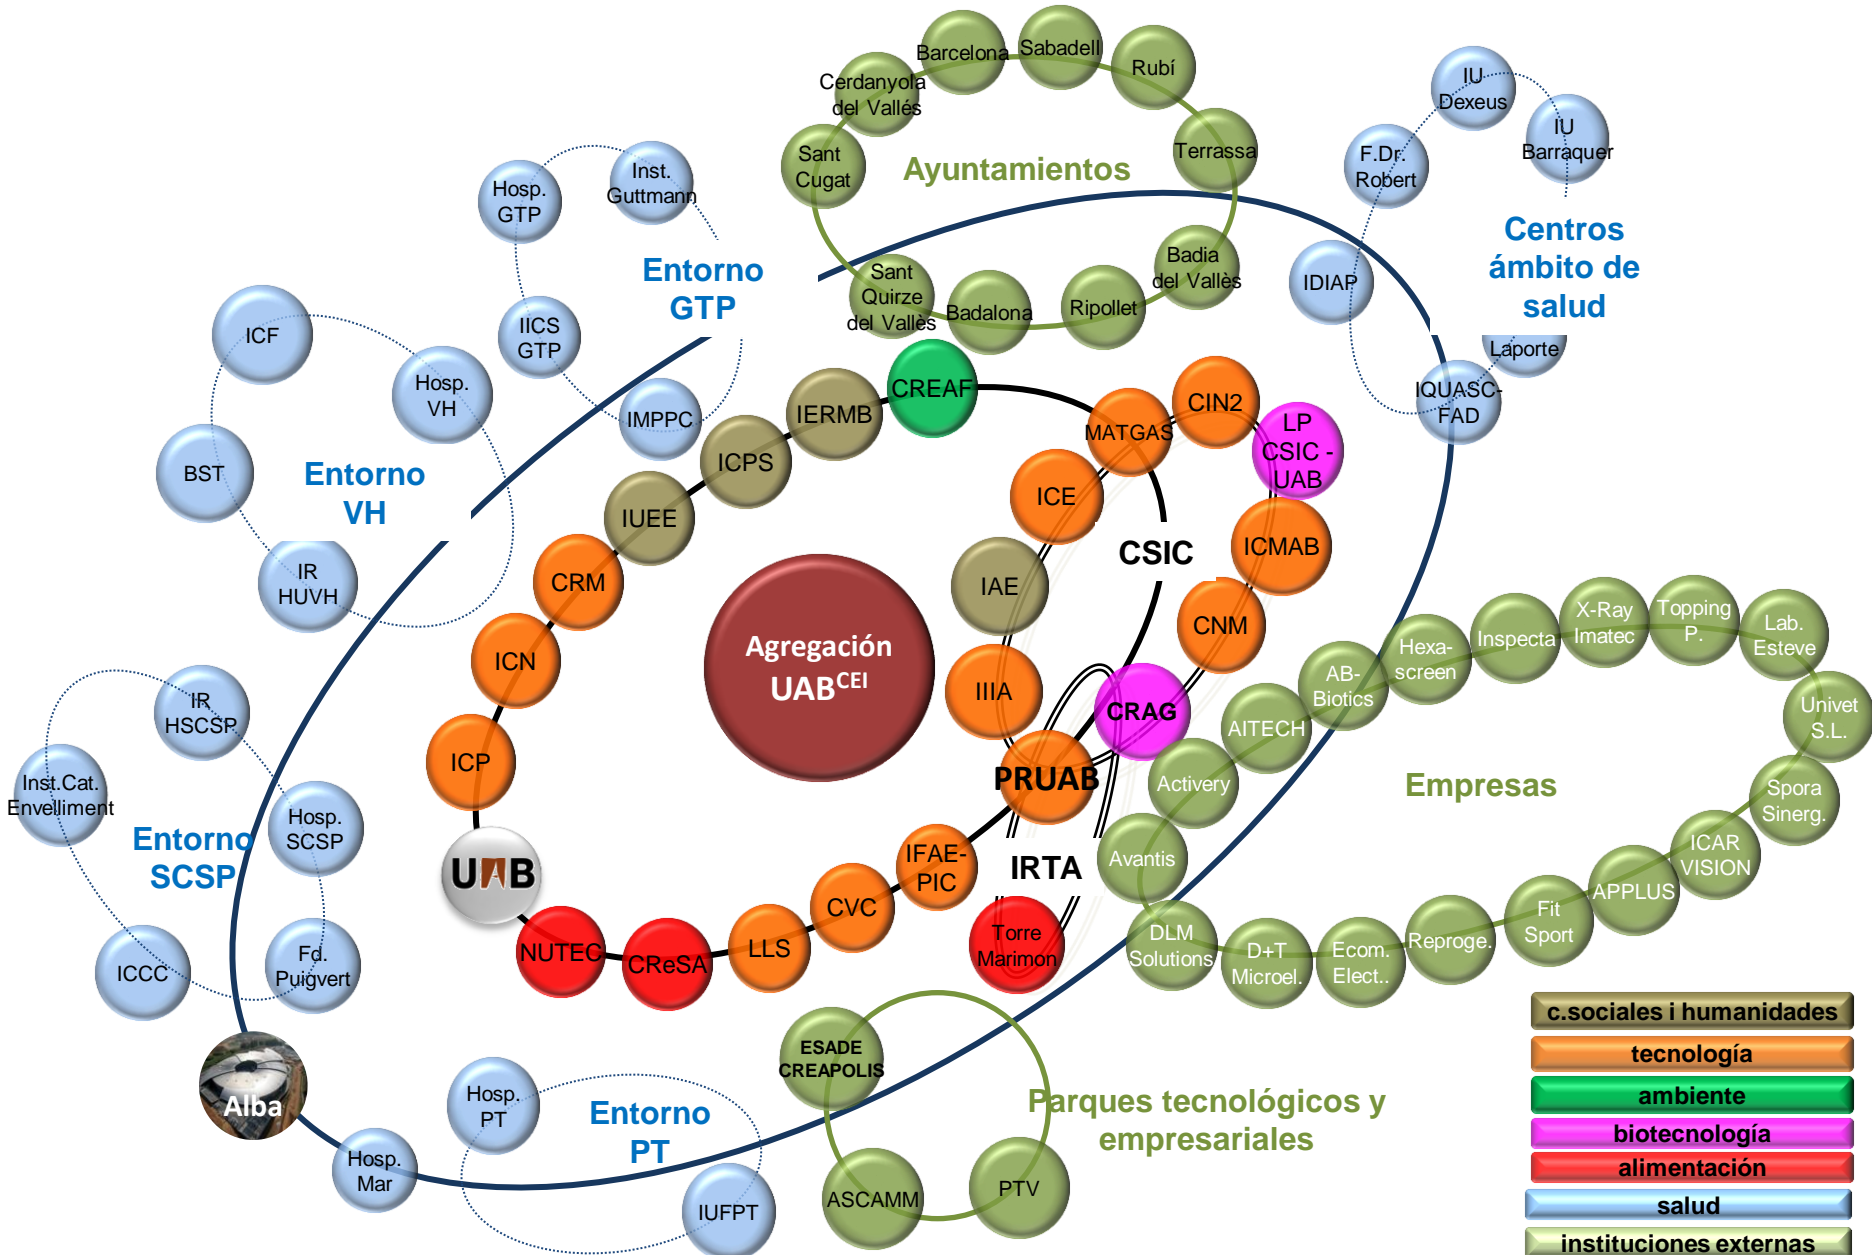 Barcelona
Sabadell
Rubí
Cerdanyola
del Vallés
Terrassa
Sant
Cugat
Ayuntamientos
Badia
del Vallès
Sant
Quirze
del Vallès
Badalona
Ripollet
IU
Dexeus
IU
Barraquer
F.Dr.
Robert
Centros
ámbito de
salud
IDIAP
Laporte
IQUASC-
FAD
Hosp.
GTP
Inst.
Guttmann
Entorno
GTP
IICS
GTP
IMPPC
ICF
Hosp.
VH
BST
Entorno
VH
IR
HUVH
IR
HSCSP
Inst.Cat.
Envelliment
Hosp.
SCSP
Entorno
SCSP
ICCC
Fd.
Puigvert
Alba
Hosp.
Mar
Hosp.
PT
Entorno
PT
IUFPT
CREAF
IERMB
ICPS
IUEE
CRM
ICN
ICP
UAB
NUTEC
CReSA
LLS
CVC
IFAE-
PIC
PRUAB
MATGAS
CIN2
LP
CSIC -
UAB
ICE
ICMAB
CSIC
IAE
CNM
IIIA
CRAG
IRTA
Torre
Marimon
Agregación
UAB^CEI
Activery
AITECH
AB-
Biotics
Hexa-
screen
Inspecta
X-Ray
Imatec
Topping
P.
Lab.
Esteve
Univet
S.L.
Spora
Sinerg.
ICAR
VISION
APPLUS
Fit
Sport
Reproge.
Ecom.
Elect..
D+T
Microel.
DLM
Solutions
Avantis
Empresas
ESADE
CREAPOLIS
Parques tecnológicos y
empresariales
ASCAMM
PTV
c.sociales i humanidades
tecnología
ambiente
biotecnología
alimentación
salud
instituciones externas